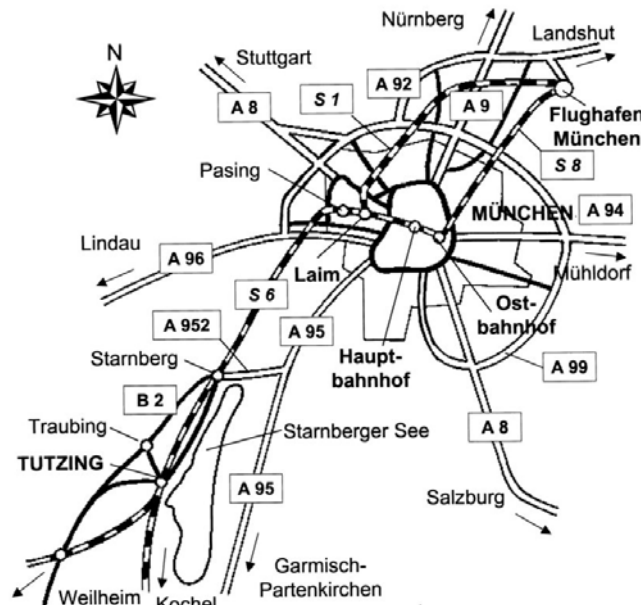 Nürnberg
Landshut
N
Stuttgart
S 1
A 92
A 9
A 8
Flughafen
München
S 8
Pasing
MÜNCHEN
A 94
Lindau
A 96
Laim
Mühldorf
S 6
Ost-
bahnhof
A 952
A 95
Haupt-
bahnhof
A 99
Starnberg
B 2
Traubing
Starnberger See
A 8
TUTZING
A 95
Salzburg
Garmisch-
Partenkirchen
Weilheim
Kochel